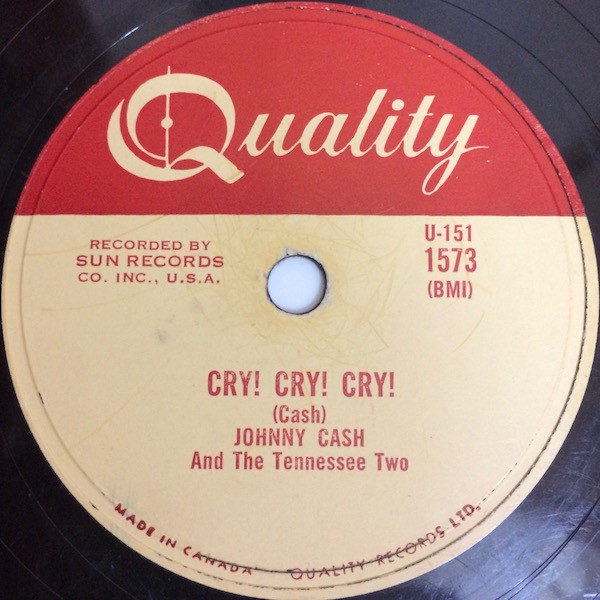 Quality
RECORDED BY
SUN RECORDS
CO. INC., U.S.A.
U-151
1573
(BMI)
CRY! CRY! CRY!
(Cash)
JOHNNY CASH
And The Tennessee Two
MADE IN CANADA QUALITY RECORDS LTD.